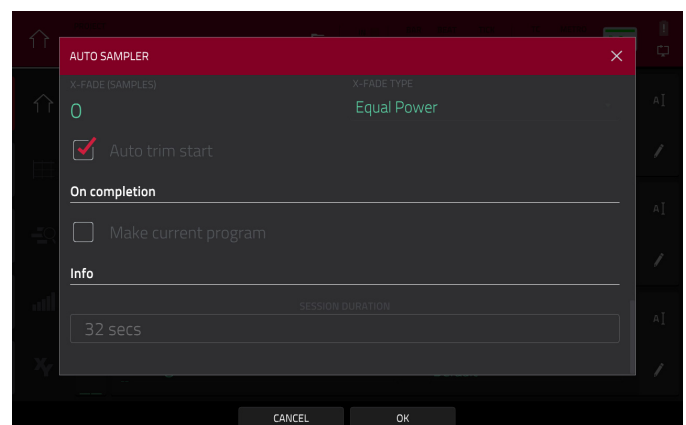 AUTO SAMPLER
X-FADE (SAMPLES)
X-FADE TYPE
0
Equal Power
Auto trim start
On completion
Make current program
Info
SESSION DURATION
32 secs
CANCEL
OK